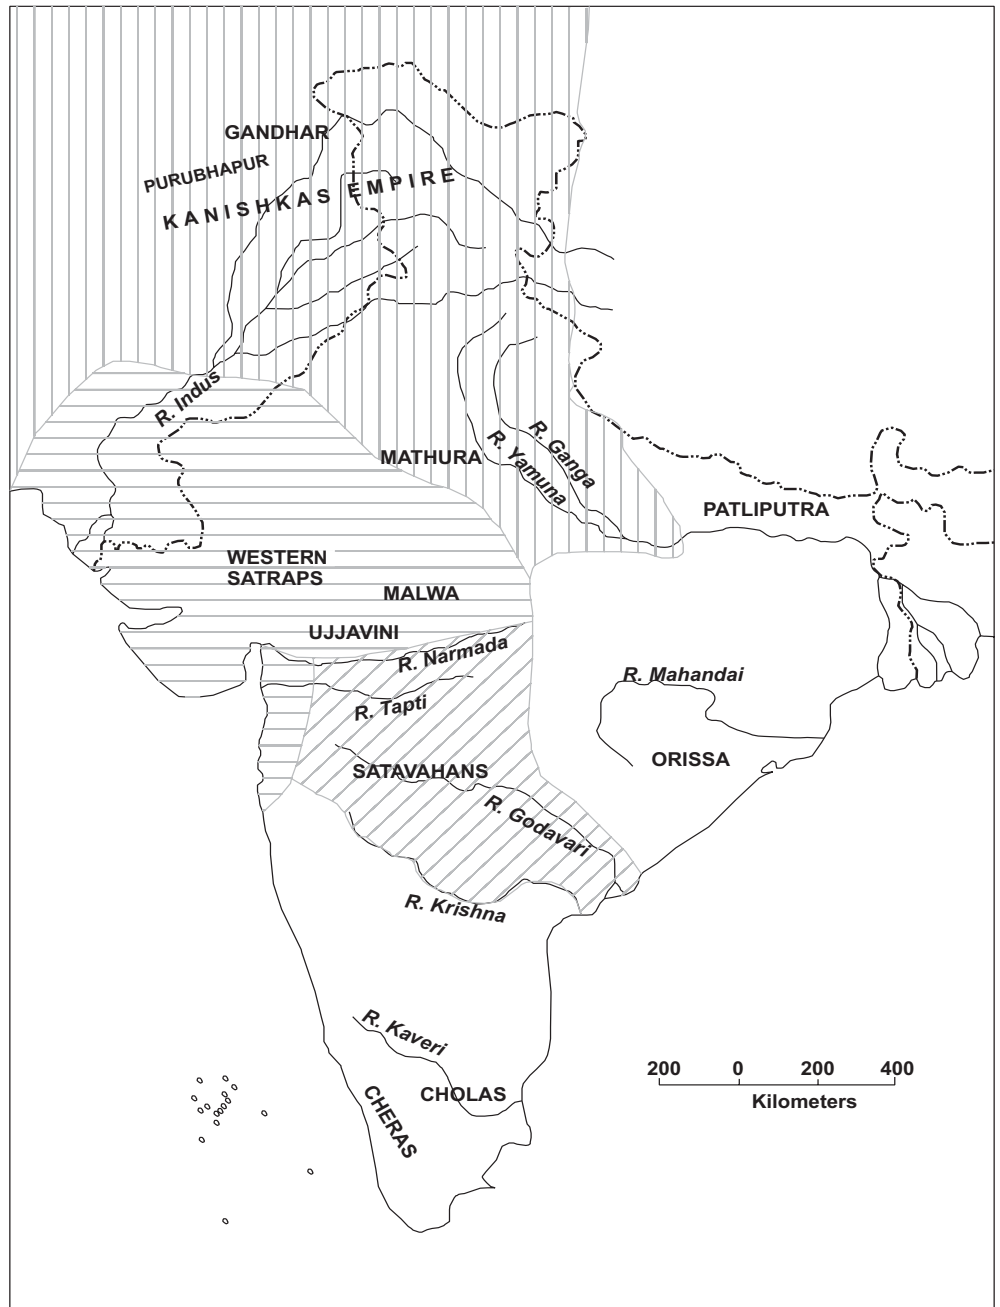 GANDHAR
PURUBHAPUR
KANISHKAS EMPIRE
R. Indus
MATHURA
R. Ganga
R. Yamuna
PATLIPUTRA
WESTERN
SATRAPS
MALWA
UJJAVINI
R. Narmada
R. Mahandai
R. Tapti
ORISSA
SATAVAHANS
R. Godavari
R. Krishna
R. Kaveri
CHOLAS
CHERAS
200 0 200 400
Kilometers